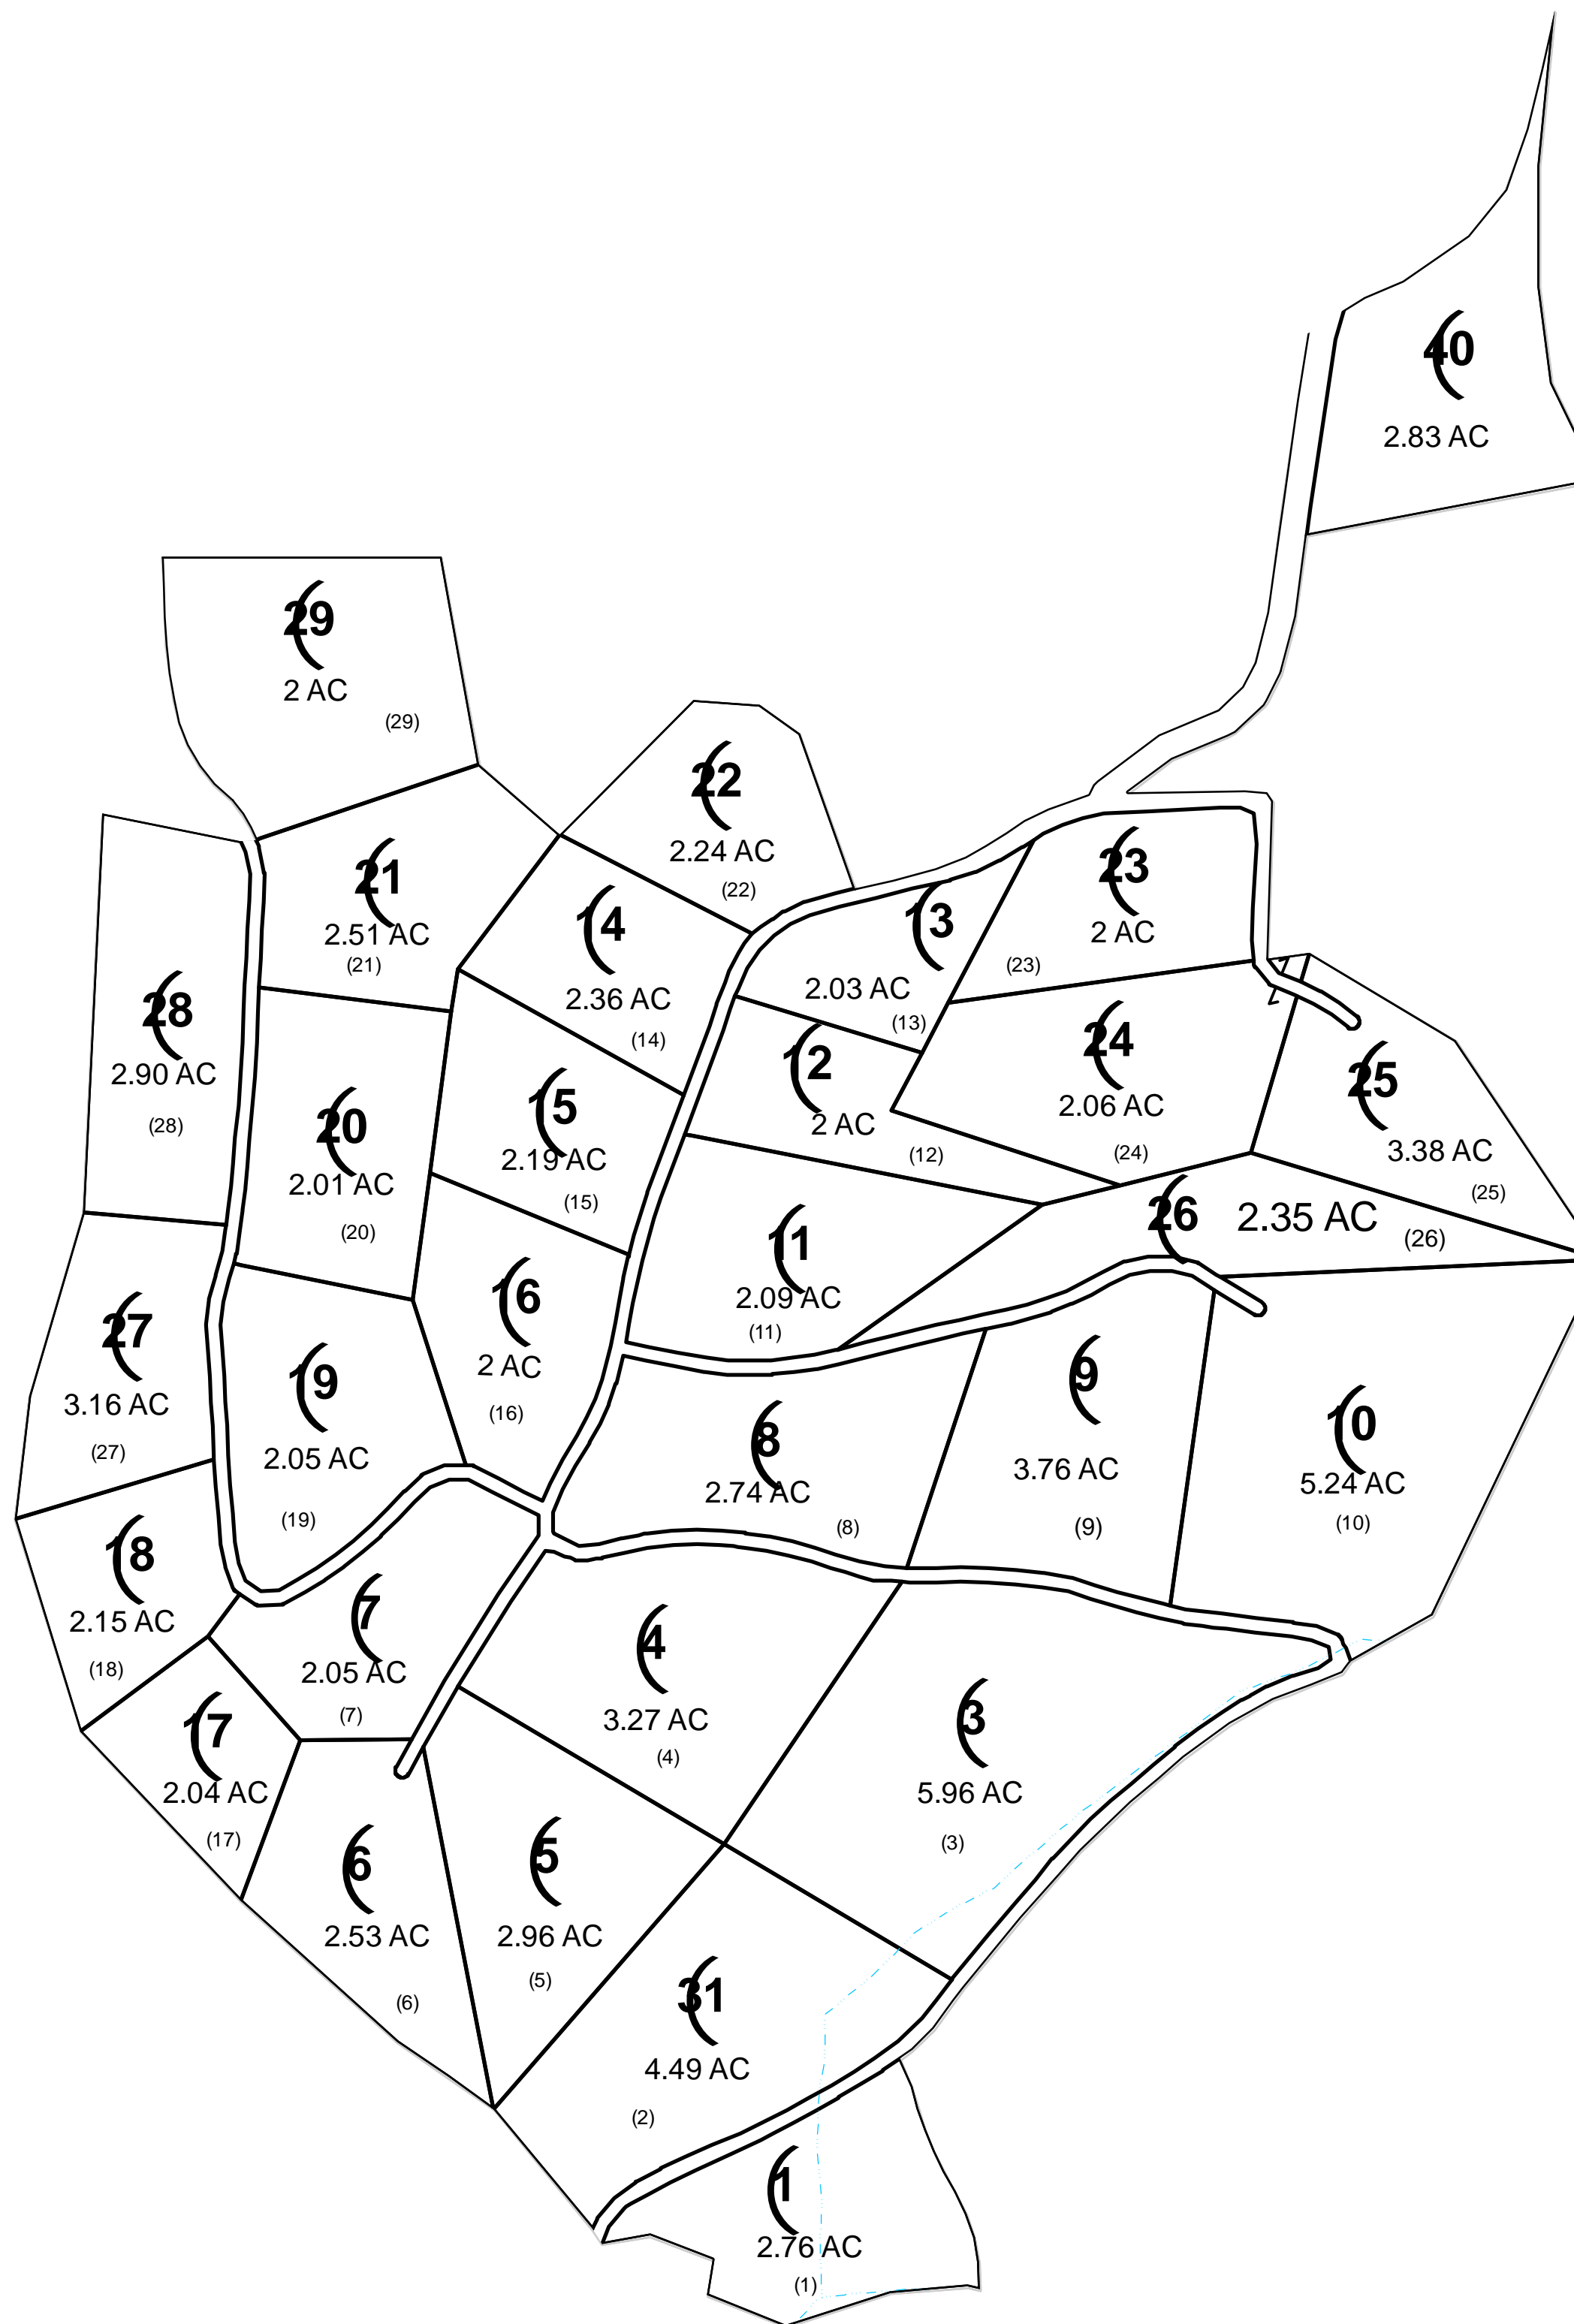 40
2.83 AC
29
2 AC
(29)
22
2.24 AC
(22)
21
2.51 AC
(21)
14
2.36 AC
(14)
13
2.03 AC
(13)
23
2 AC
(23)
28
2.90 AC
(28)
20
2.01 AC
(20)
15
2.19 AC
(15)
12
2 AC
(12)
24
2.06 AC
(24)
25
3.38 AC
(25)
26
2.35 AC
(26)
27
3.16 AC
(27)
19
2.05 AC
(19)
16
2 AC
(16)
11
2.09 AC
(11)
8
2.74 AC
(8)
9
3.76 AC
(9)
10
5.24 AC
(10)
18
2.15 AC
(18)
7
2.05 AC
(7)
4
3.27 AC
(4)
3
5.96 AC
(3)
17
2.04 AC
(17)
6
2.53 AC
(6)
5
2.96 AC
(5)
31
4.49 AC
(2)
1
2.76 AC
(1)